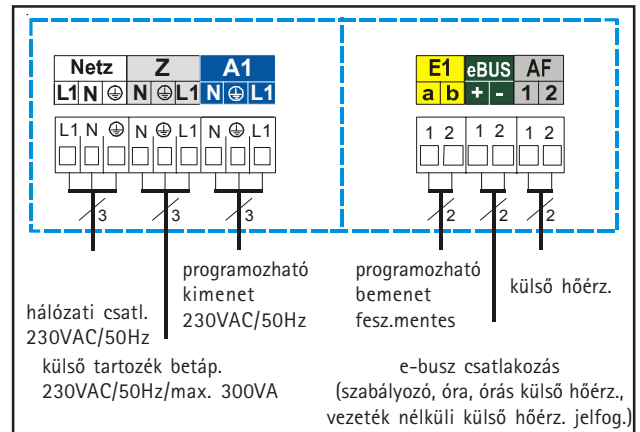 Netz Z A1
L1 N ⏚ N ⏚ L1 N ⏚ L1
L1 N ⏚ N ⏚ L1 N ⏚ L1
3 3 3
E1 eBUS AF
a b + - 1 2
1 2 1 2 1 2
2 2 2
hálózati csatl.
230VAC/50Hz
külső tartozék betáp.
230VAC/50Hz/max. 300VA
programozható
kimenet
230VAC/50Hz
programozható
bemenet
fesz.mentes
külső hőérz.
e-busz csatlakozás
(szabályozó, óra, órás külső hőérz.,
vezeték nélküli külső hőérz. jelfog.)